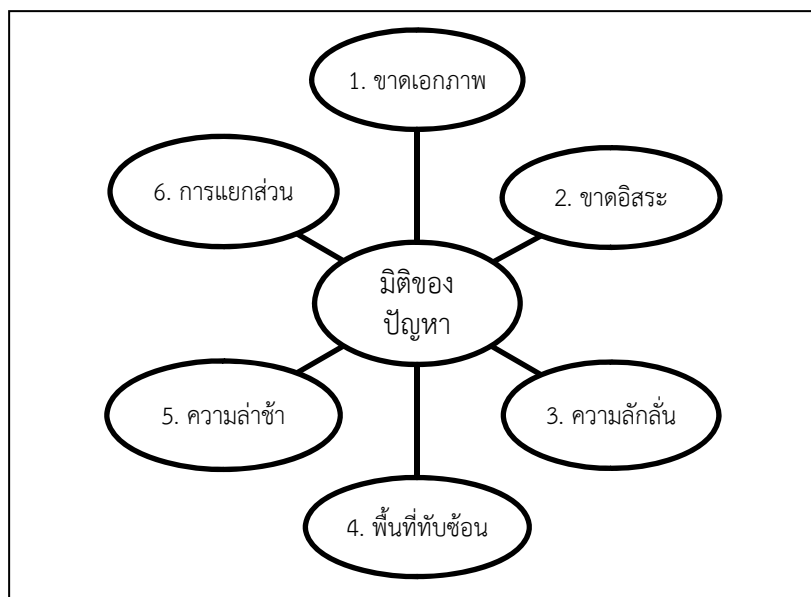 1. ขาดเอกภาพ
6. การแยกส่วน
2. ขาดอิสระ
มิติของ
ปัญหา
5. ความล่าช้า
3. ความลักลั่น
4. พื้นที่ทับซ้อน